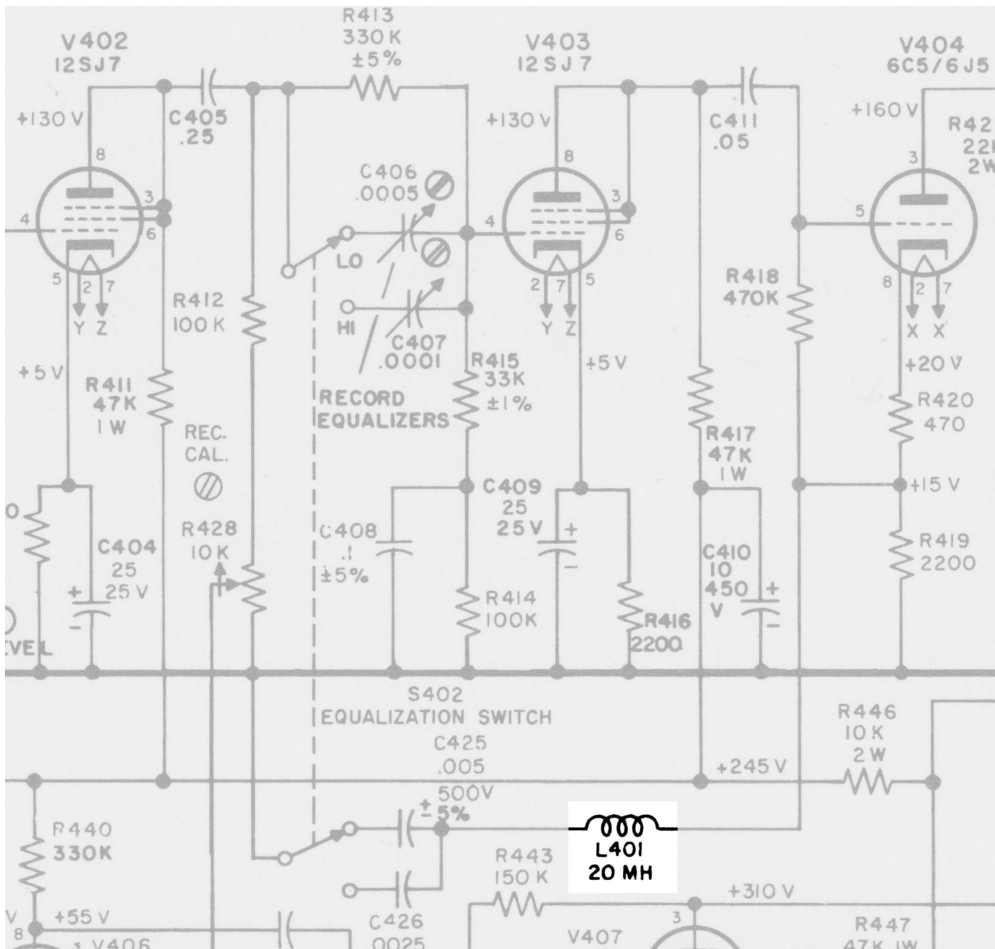 R413
330 K
±5%
V402
12SJ7
V403
12SJ7
V404
6C5/6J5
+130 V
C405
.25
+130 V
C411
.05
+160 V
2W
8
8
3
C406
.0005
3
4
6
4
6
5
LO
5
2
7
2
7
5
8
2
7
R418
470K
R412
100 K
HI
Y
Z
Y
Z
X
X
C407
.0001
+5 V
R415
33K
±1%
+5 V
+20 V
R411
47K
1 W
RECORD
EQUALIZERS
R420
470
REC.
CAL.
R417
47K
1 W
+15 V
C409
25
25 V
+
-
R428
10 K
C408
.1
±5%
R419
2200
C404
25
25 V
+
-
C410
10
450
V
+
-
R414
100K
R416
2200
S402
EQUALIZATION SWITCH
R446
10 K
2 W
C425
.005
500V
±5%
+245 V
R440
330K
L401
20 MH
R443
150 K
+310 V
+55 V
C426
.0025
8
3
V406
V407
3
R447
47K 1W